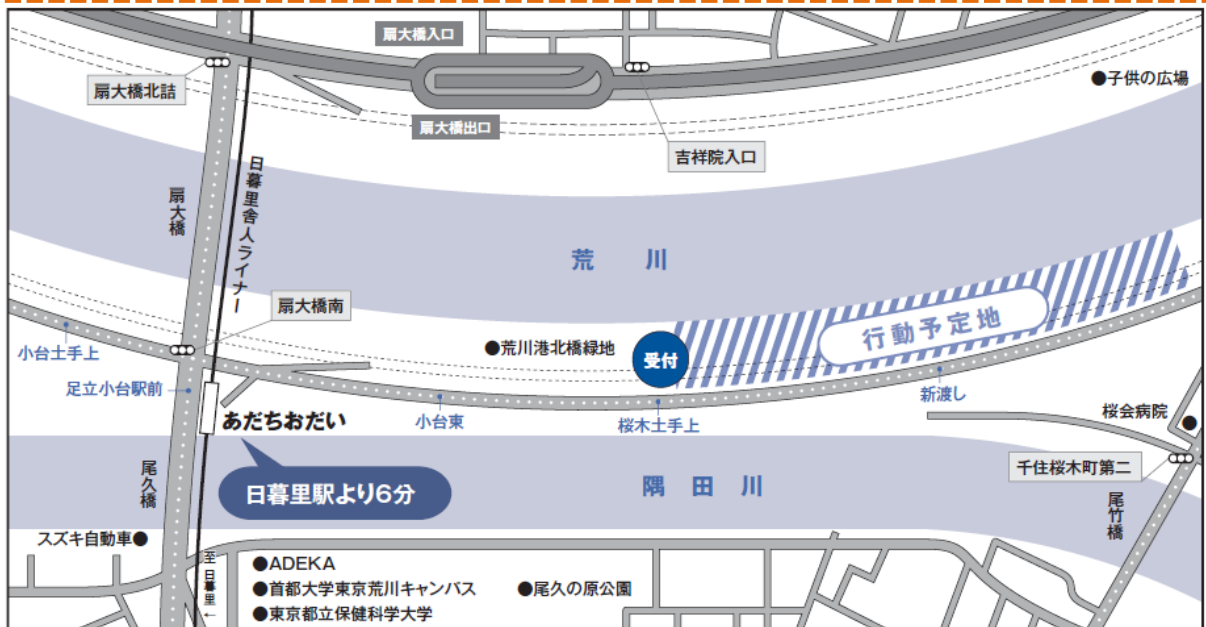 扇大橋入口
扇大橋北詰
●子供の広場
扇大橋出口
吉祥院入口
日暮里舎人ライナー
扇大橋
荒川
扇大橋南
行動予定地
小台土手上
●荒川港北橋緑地
受付
足立小台駅前
新渡し
あだちおだい
小台東
桜木土手上
桜会病院
●
尾久橋
日暮里駅より6分
隅田川
千住桜木町第二
尾竹橋
スズキ自動車●
至日暮里←
●ADEKA
●首都大学東京荒川キャンパス
●尾久の原公園
●東京都立保健科学大学